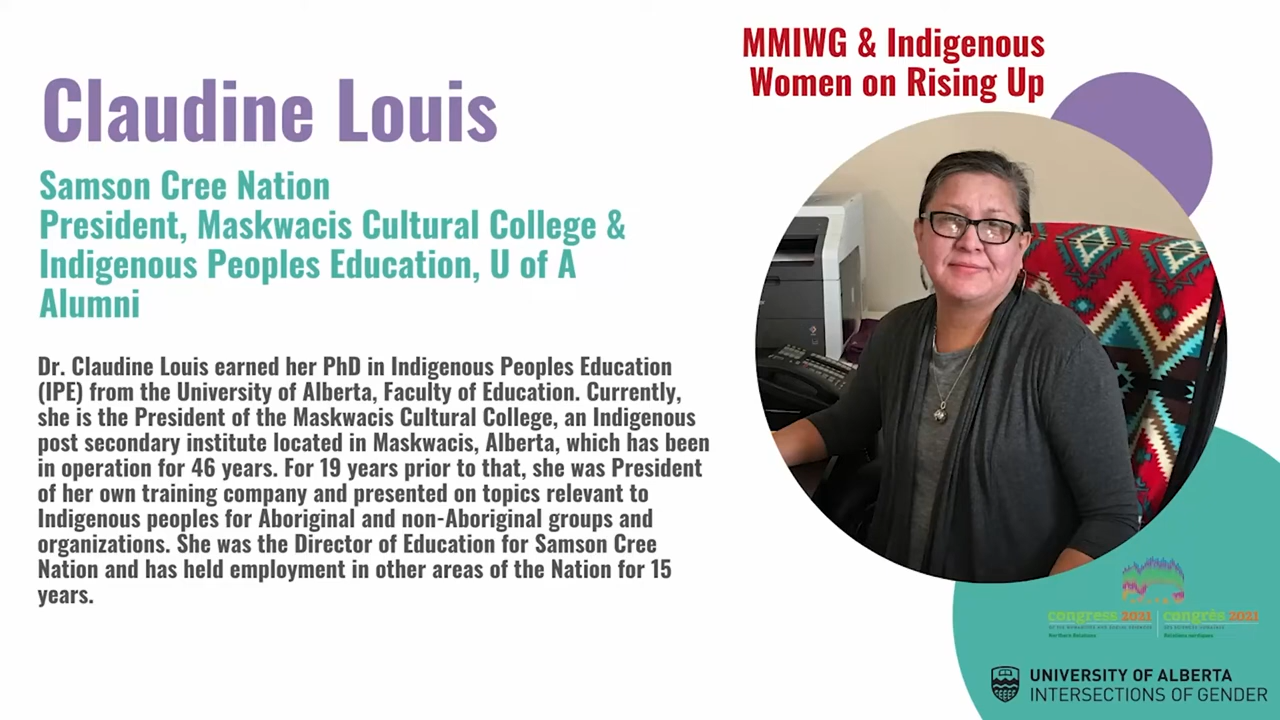 MMIWG & Indigenous
Women on Rising Up
Claudine Louis
Samson Cree Nation
President, Maskwacis Cultural College &
Indigenous Peoples Education, U of A
Alumni
Dr. Claudine Louis earned her PhD in Indigenous Peoples Education
(IPE) from the University of Alberta, Faculty of Education. Currently,
she is the President of the Maskwacis Cultural College, an Indigenous
post secondary institute located in Maskwacis, Alberta, which has been
in operation for 46 years. For 19 years prior to that, she was President
of her own training company and presented on topics relevant to
Indigenous peoples for Aboriginal and non-Aboriginal groups and
organizations. She was the Director of Education for Samson Cree
Nation and has held employment in other areas of the Nation for 15
years.
congress 2021 congrès 2021
Northern Relations
UNIVERSITY OF ALBERTA
INTERSECTIONS OF GENDER